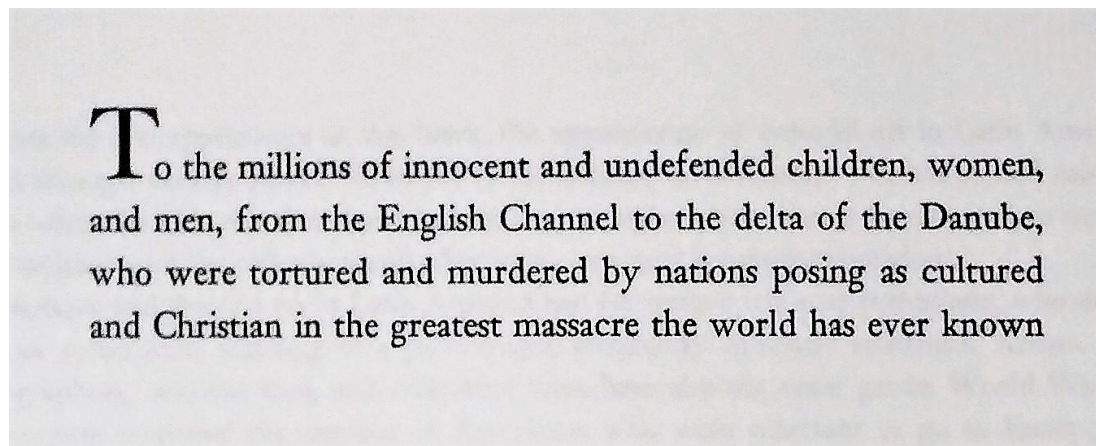 To the millions of innocent and undefended children, women,
and men, from the English Channel to the delta of the Danube,
who were tortured and murdered by nations posing as cultured
and Christian in the greatest massacre the world has ever known